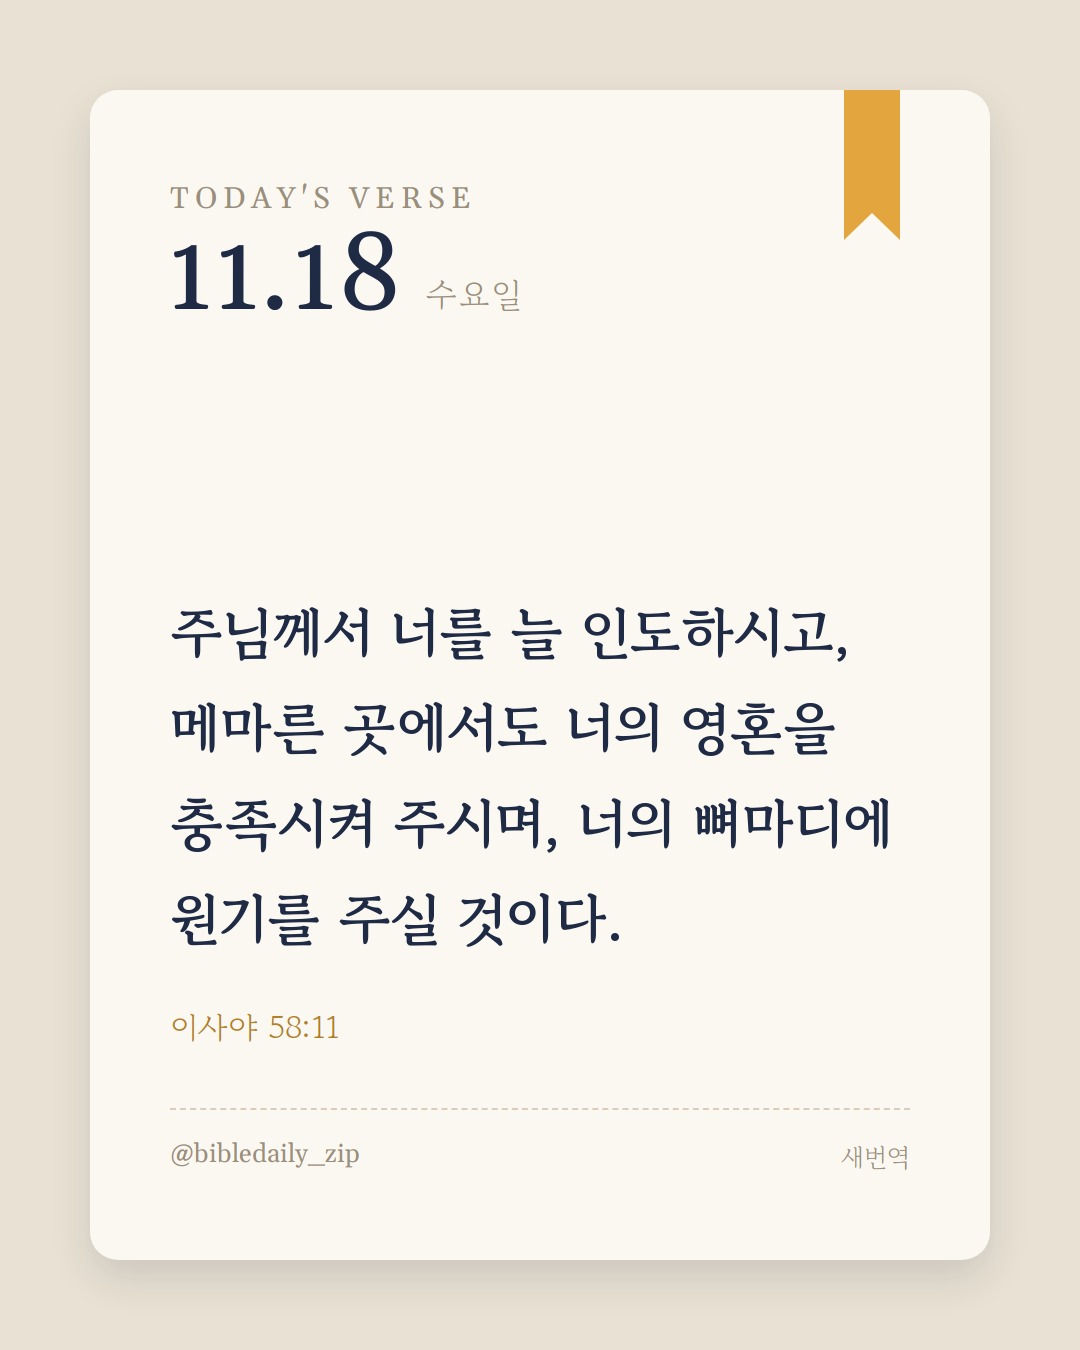 TODAY'S VERSE
11.18 수요일
주님께서 너를 늘 인도하시고,
메마른 곳에서도 너의 영혼을
충족시켜 주시며, 너의 뼈마디에
원기를 주실 것이다.
이사야 58:11
@bibledaily_zip 새번역